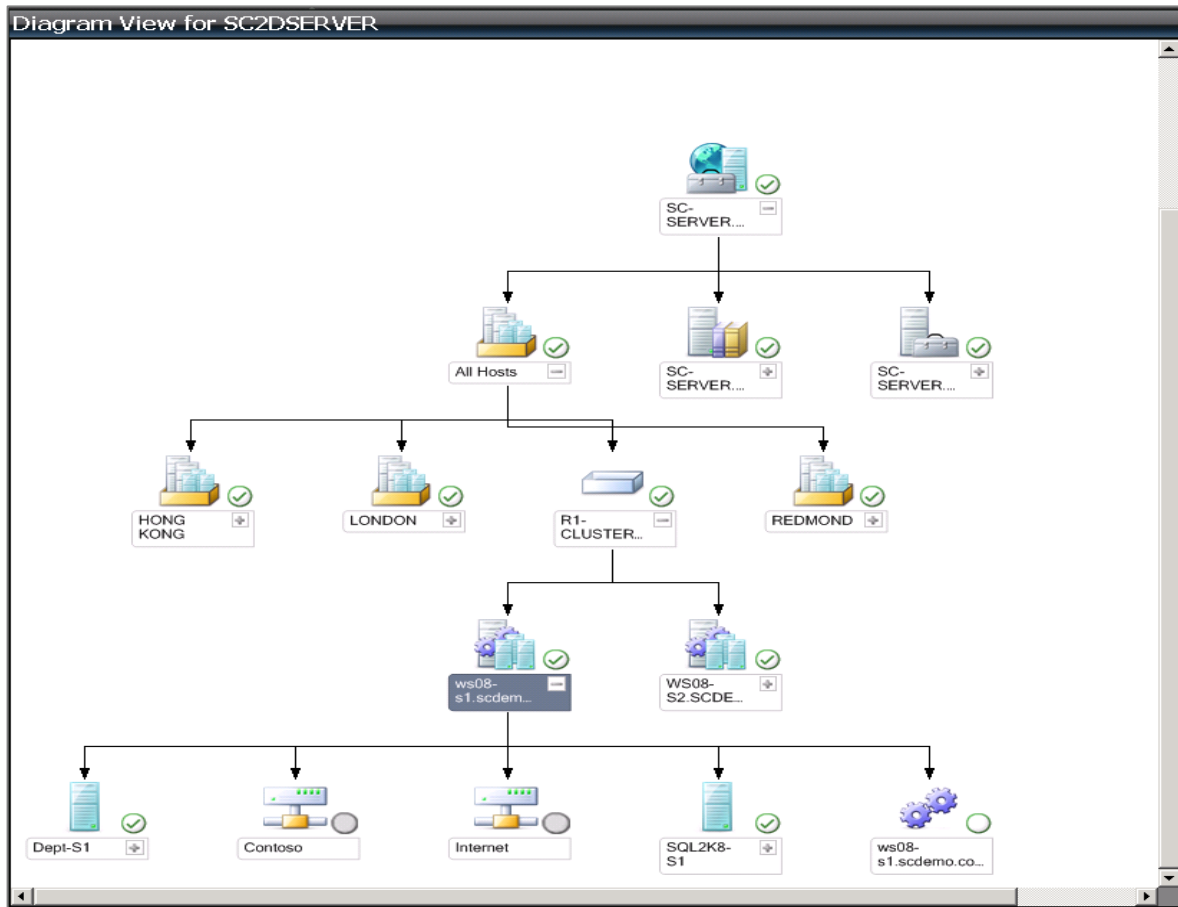 Diagram View for SC2DSERVER
SC-
SERVER....
All Hosts
SC-
SERVER....
SC-
SERVER....
HONG
KONG
LONDON
R1-
CLUSTER...
REDMOND
ws08-
s1.scdem...
WS08-
S2.SCDE...
Dept-S1
Contoso
Internet
SQL2K8-
S1
ws08-
s1.scdemo.co...